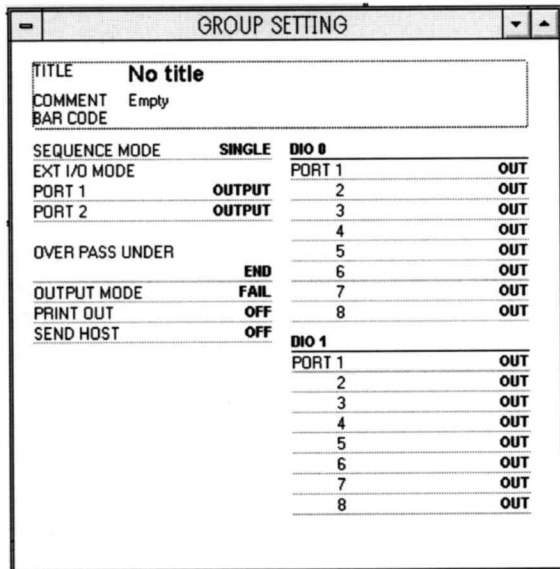 GROUP SETTING
TITLE No title
COMMENT Empty
BAR CODE
SEQUENCE MODE SINGLE
EXT I/O MODE
PORT 1 OUTPUT
PORT 2 OUTPUT
OVER PASS UNDER
END
OUTPUT MODE FAIL
PRINT OUT OFF
SEND HOST OFF
DIO 0
PORT 1 OUT
2 OUT
3 OUT
4 OUT
5 OUT
6 OUT
7 OUT
8 OUT
DIO 1
PORT 1 OUT
2 OUT
3 OUT
4 OUT
5 OUT
6 OUT
7 OUT
8 OUT